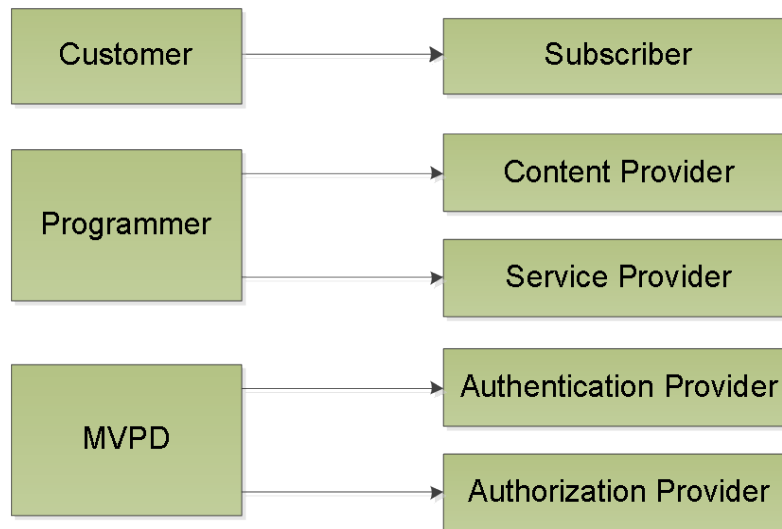 Customer
Subscriber
Programmer
Content Provider
Service Provider
MVPD
Authentication Provider
Authorization Provider